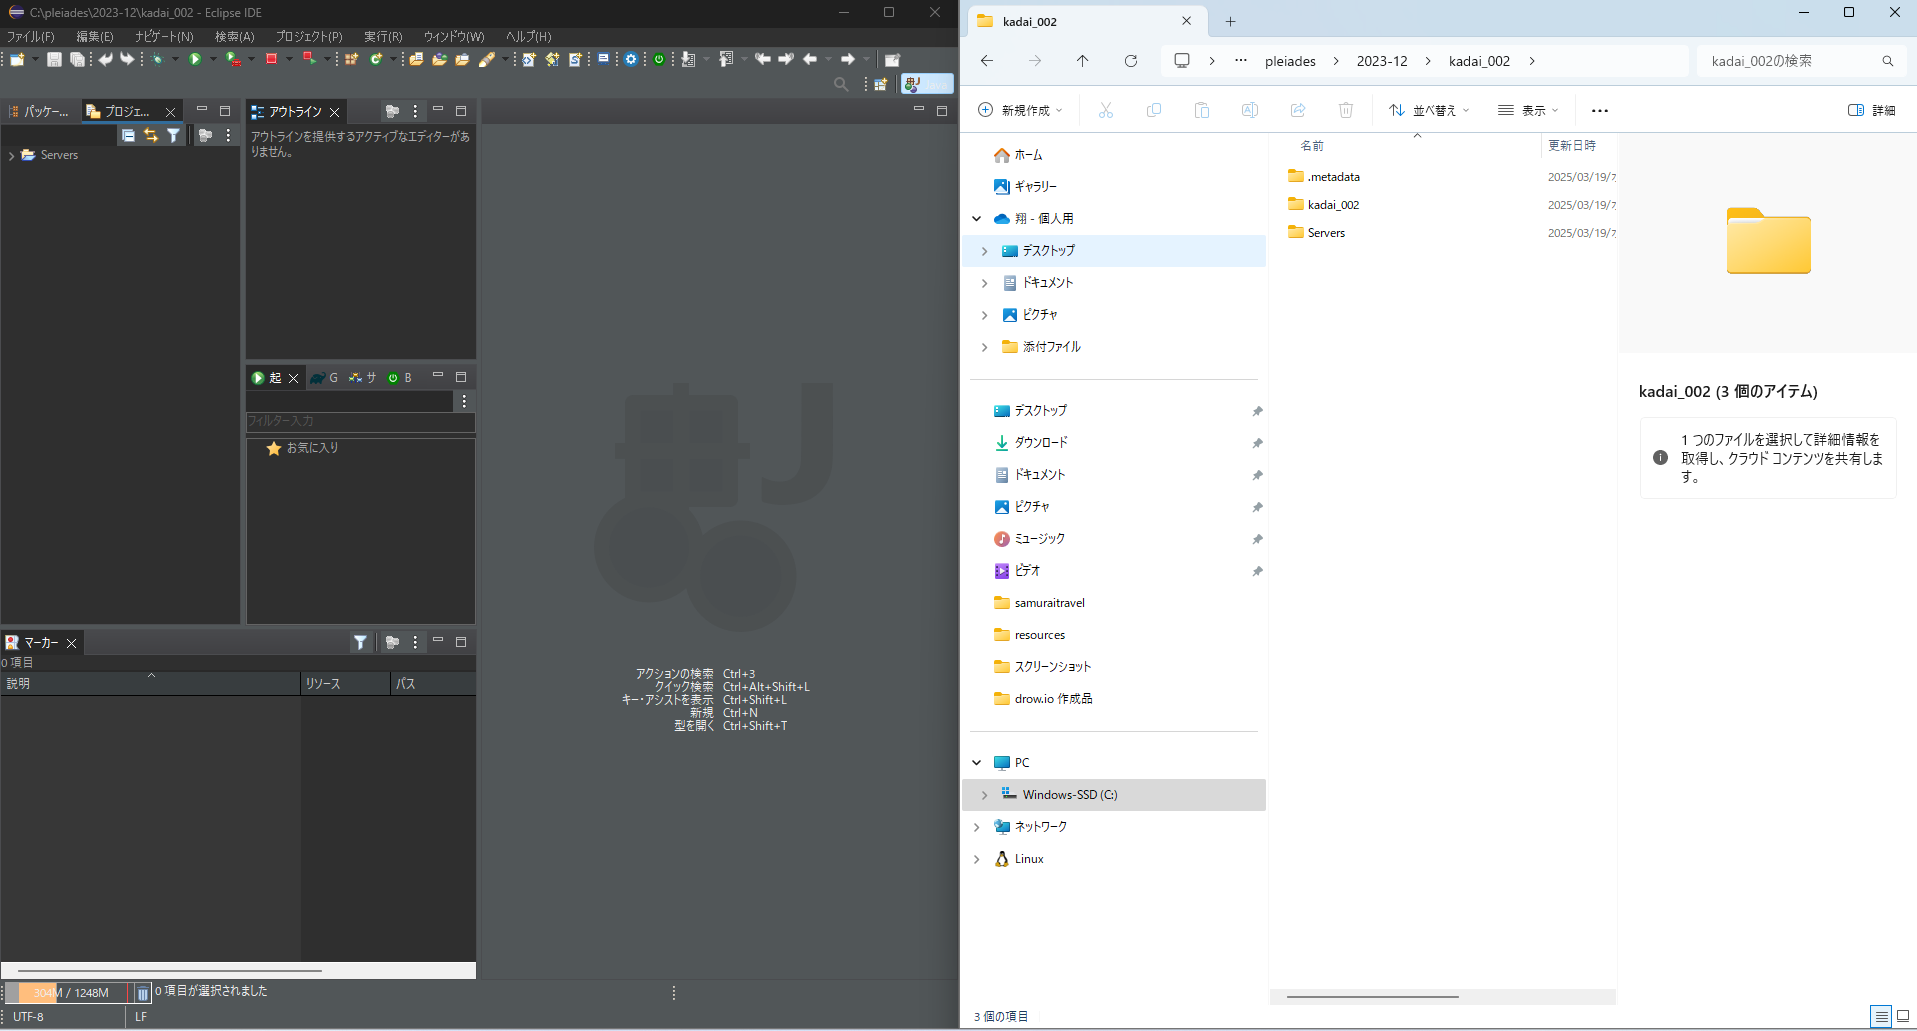 C:\pleiades\2023-12\kadai_002 - Eclipse IDE
ファイル(F) 編集(E) ナビゲート(N) 検索(A) プロジェクト(P) 実行(R) ウィンドウ(W) ヘルプ(H)
パッケー... プロジェ...
Servers
アウトライン
アウトラインを提供するアクティブなエディターがあ
りません。
起 G サ B
フィルター入力
お気に入り
マーカー
0 項目
説明 リソース パス
アクションの検索 Ctrl+3
クイック検索 Ctrl+Alt+Shift+L
キー・アシストを表示 Ctrl+Shift+L
新規 Ctrl+N
型を開く Ctrl+Shift+T
304M / 1248M 0 項目が選択されました
UTF-8 LF
kadai_002
pleiades 2023-12 kadai_002 kadai_002の検索
新規作成 並べ替え 表示 詳細
ホーム
ギャラリー
翔 - 個人用
デスクトップ
ドキュメント
ピクチャ
添付ファイル
デスクトップ
ダウンロード
ドキュメント
ピクチャ
ミュージック
ビデオ
samuraitravel
resources
スクリーンショット
drow.io 作成品
PC
Windows-SSD (C:)
ネットワーク
Linux
名前 更新日時
.metadata 2025/03/19/
kadai_002 2025/03/19/
Servers 2025/03/19/
kadai_002 (3 個のアイテム)
1 つのファイルを選択して詳細情報を
取得し、クラウド コンテンツを共有しま
す。
3 個の項目